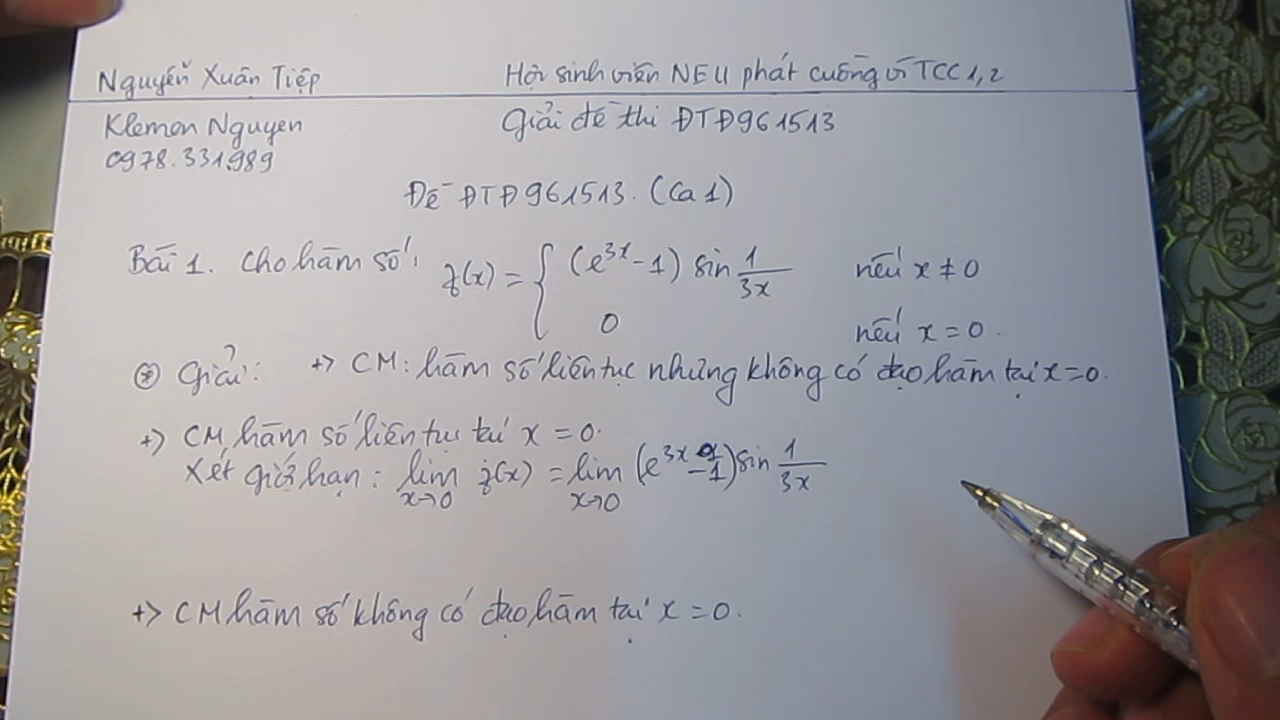 Nguyễn Xuân Tiệp Hội sinh viên NEU phát cuồng vì TCC 1, 2
Klemen Nguyen Giải đề thi ĐTĐ961513
0978.331.989
Đề ĐTĐ961513. (Ca 1)
Bài 1. Cho hàm số: f(x) = { (e^{3x} - 1) sin 1/3x nếu x ≠ 0
0 nếu x = 0.
⊛ Giải: +> CM: hàm số liên tục nhưng không có đạo hàm tại x=0.
+> CM hàm số liên tục tại x = 0.
Xét giới hạn: lim_{x→0} f(x) = lim_{x→0} (e^{3x} - 1) sin 1/3x
+> CM hàm số không có đạo hàm tại x = 0.